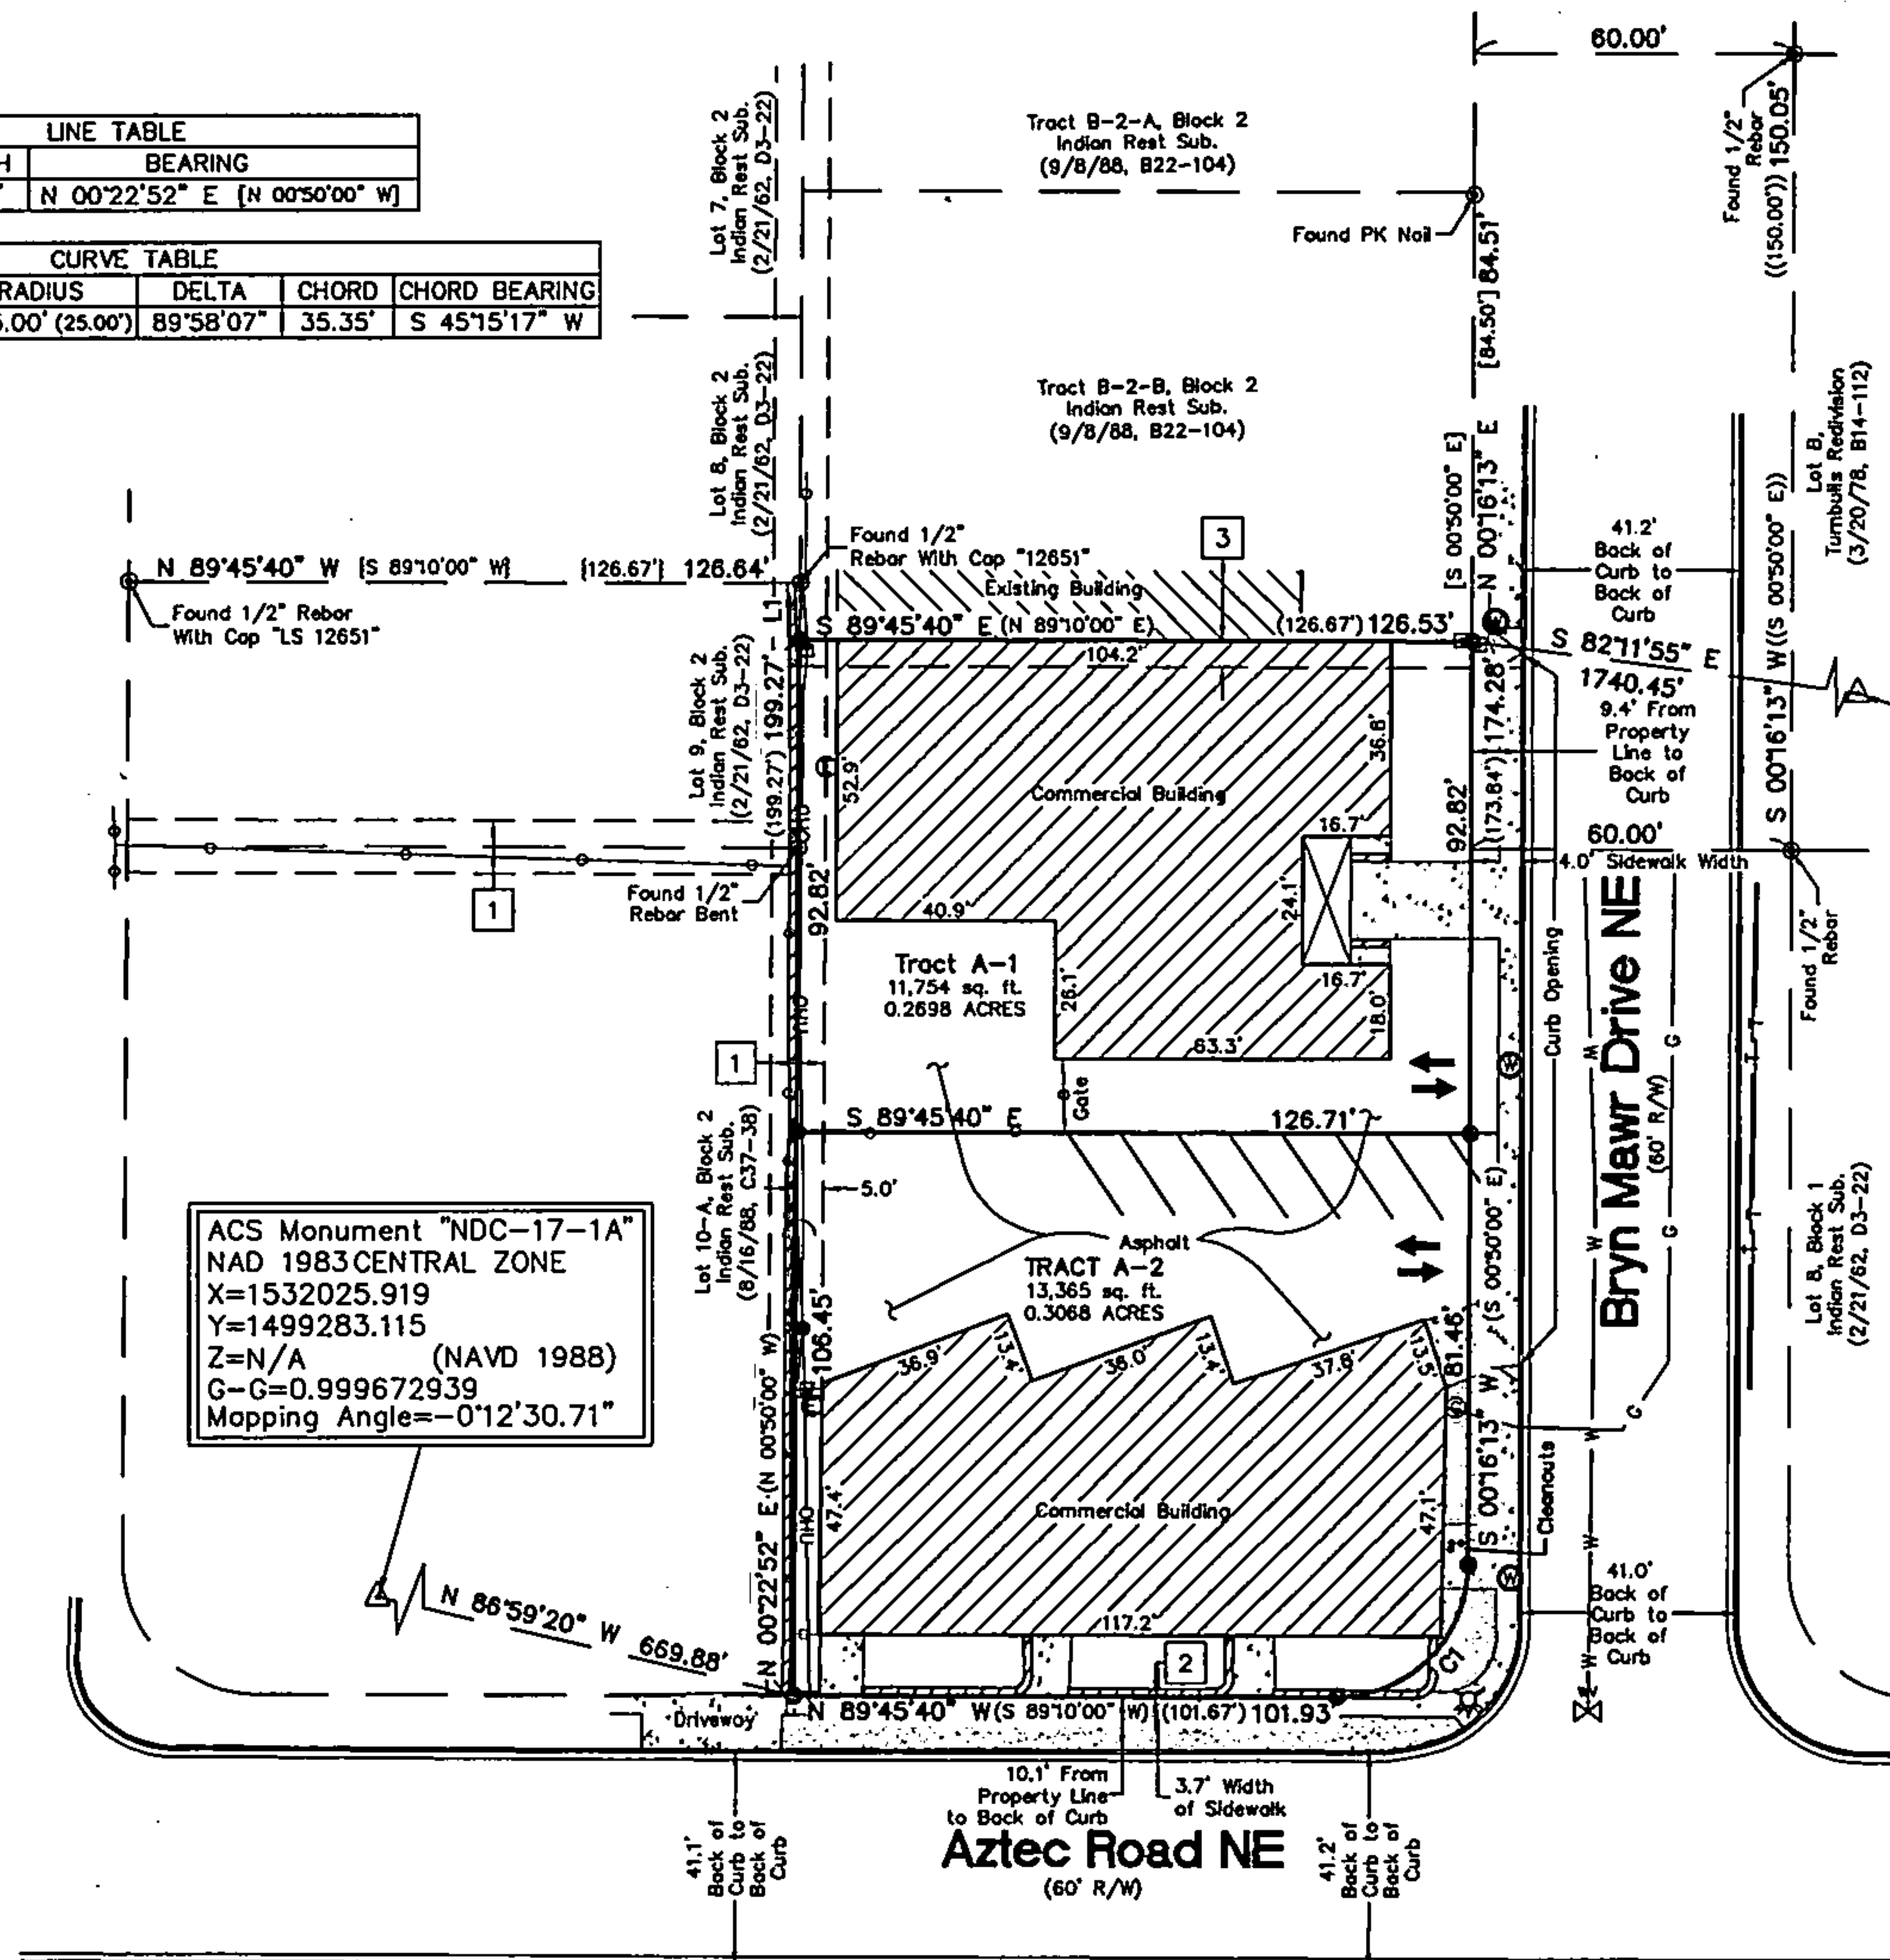 LINE TABLE
BEARING
N 00°22'52" E [N 00°50'00" W]
CURVE TABLE
RADIUS DELTA CHORD CHORD BEARING
5.00' (25.00') 89°58'07" 35.35' S 45°15'17" W
Lot 7, Block 2
Indian Rest Sub.
(2/21/62, D3-22)
Tract B-2-A, Block 2
Indian Rest Sub.
(9/8/88, B22-104)
60.00'
Found 1/2"
Rebar
((150.00')) 150.05'
Found PK Nail
[84.50'] 84.51'
Lot 8, Block 2
Indian Rest Sub.
(2/21/62, D3-22)
Tract B-2-B, Block 2
Indian Rest Sub.
(9/8/88, B22-104)
[S 00°50'00" E]
N 00°16'13" E
Lot B,
Turnbulls Redivision
(3/20/78, B14-112)
S 00°16'13" W((S 00°50'00" E))
41.2'
Back of
Curb to
Back of
Curb
N 89°45'40" W [S 89°10'00" W] [126.67'] 126.64'
Found 1/2" Rebar
With Cap "LS 12651"
L1
Found 1/2"
Rebar With Cap "12651"
Existing Building
3
S 89°45'40" E (N 89°10'00" E) (126.67') 126.53'
104.2'
S 82°11'55" E
1740.45'
9.4' From
Property
Line to
Back of
Curb
Lot 9, Block 2
Indian Rest Sub.
(2/21/62, D3-22)
(199.27') 199.27'
OHU
52.9'
Commercial Building
36.8'
(173.84') 174.28'
92.82'
16.7'
24.1'
16.7'
18.0'
60.00'
4.0' Sidewalk Width
1
Found 1/2"
Rebar Bent
92.82'
40.9'
26.1'
63.3'
Tract A-1
11,754 sq. ft.
0.2698 ACRES
OHU
Found 1/2"
Rebar
Curb Opening
Bryn Mawr Drive NE
(60' R/W)
W
G
G
W
T
T
1
Gate
W
S 89°45'40" E 126.71'
Lot 10-A, Block 2
Indian Rest Sub.
(8/16/88, C37-38)
5.0'
Asphalt
TRACT A-2
13,365 sq. ft.
0.3068 ACRES
Lot 8, Block 1
Indian Rest Sub.
(2/21/62, D3-22)
ACS Monument "NDC-17-1A"
NAD 1983 CENTRAL ZONE
X=1532025.919
Y=1499283.115
Z=N/A (NAVD 1988)
G-G=0.999672939
Mapping Angle=-0°12'30.71"
106.45'
36.9'
13.4'
38.0'
13.4'
37.8'
13.5'
81.46'
S 00°16'13" W (S 00°50'00" E)
G
W
N 00°22'52" E (N 00°50'00" W)
OHU
47.4'
Commercial Building
47.1'
117.2'
Cleanouts
W
41.0'
Back of
Curb to
Back of
Curb
N 86°59'20" W 669.88'
2
C1
Driveway
N 89°45'40" W(S 89°10'00" W) (101.67') 101.93'
10.1' From
Property Line
to Back of Curb
3.7' Width
of Sidewalk
41.1'
Back of
Curb to
Back of
Curb
Aztec Road NE
(60' R/W)
41.2'
Back of
Curb to
Back of
Curb